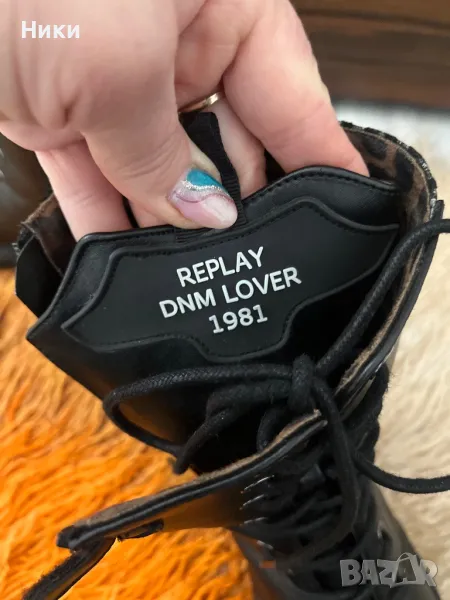 Ники
REPLAY
DNM LOVER
1981
BAZAR